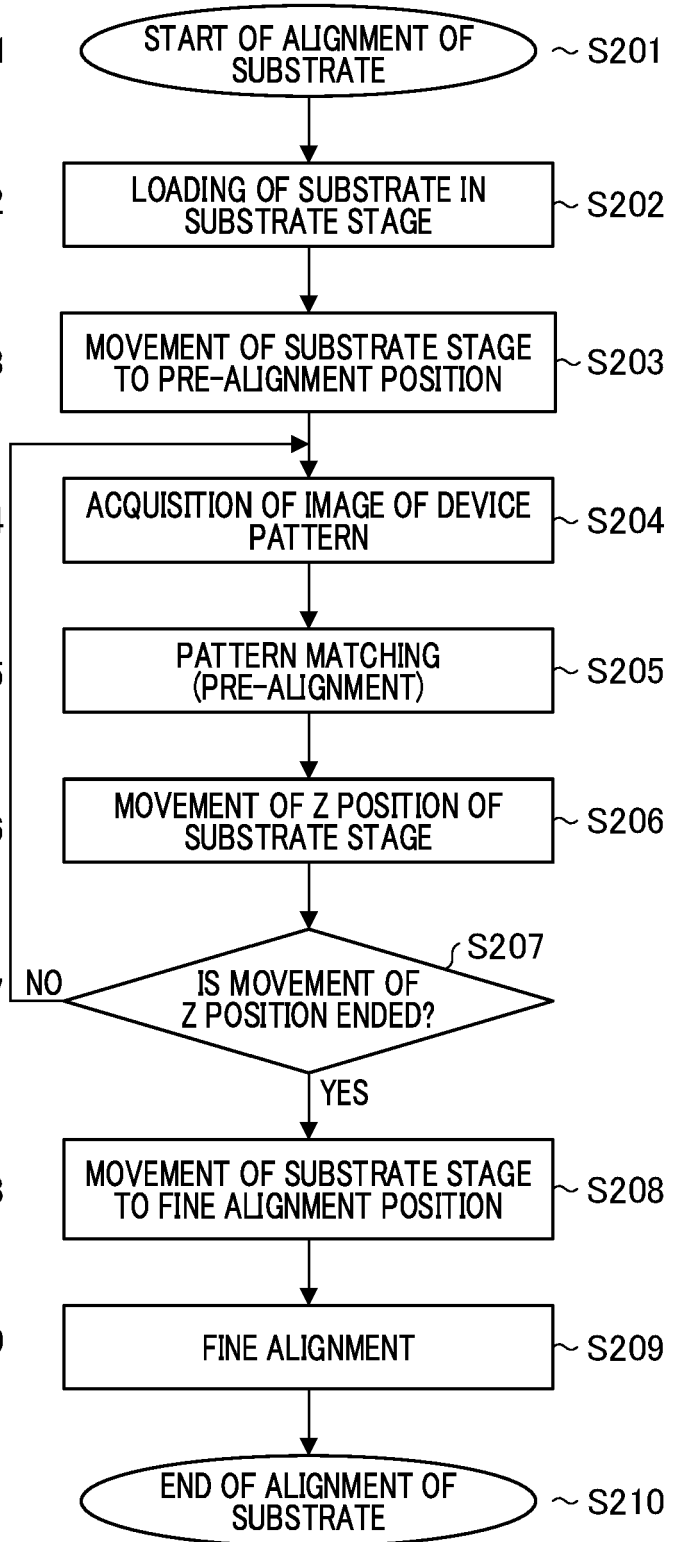 START OF ALIGNMENT OF
SUBSTRATE
~ S201
LOADING OF SUBSTRATE IN
SUBSTRATE STAGE
~ S202
MOVEMENT OF SUBSTRATE STAGE
TO PRE-ALIGNMENT POSITION
~ S203
ACQUISITION OF IMAGE OF DEVICE
PATTERN
~ S204
PATTERN MATCHING
(PRE-ALIGNMENT)
~ S205
MOVEMENT OF Z POSITION OF
SUBSTRATE STAGE
~ S206
S207
NO
IS MOVEMENT OF
Z POSITION ENDED?
YES
MOVEMENT OF SUBSTRATE STAGE
TO FINE ALIGNMENT POSITION
~ S208
FINE ALIGNMENT
~ S209
END OF ALIGNMENT OF
SUBSTRATE
~ S210